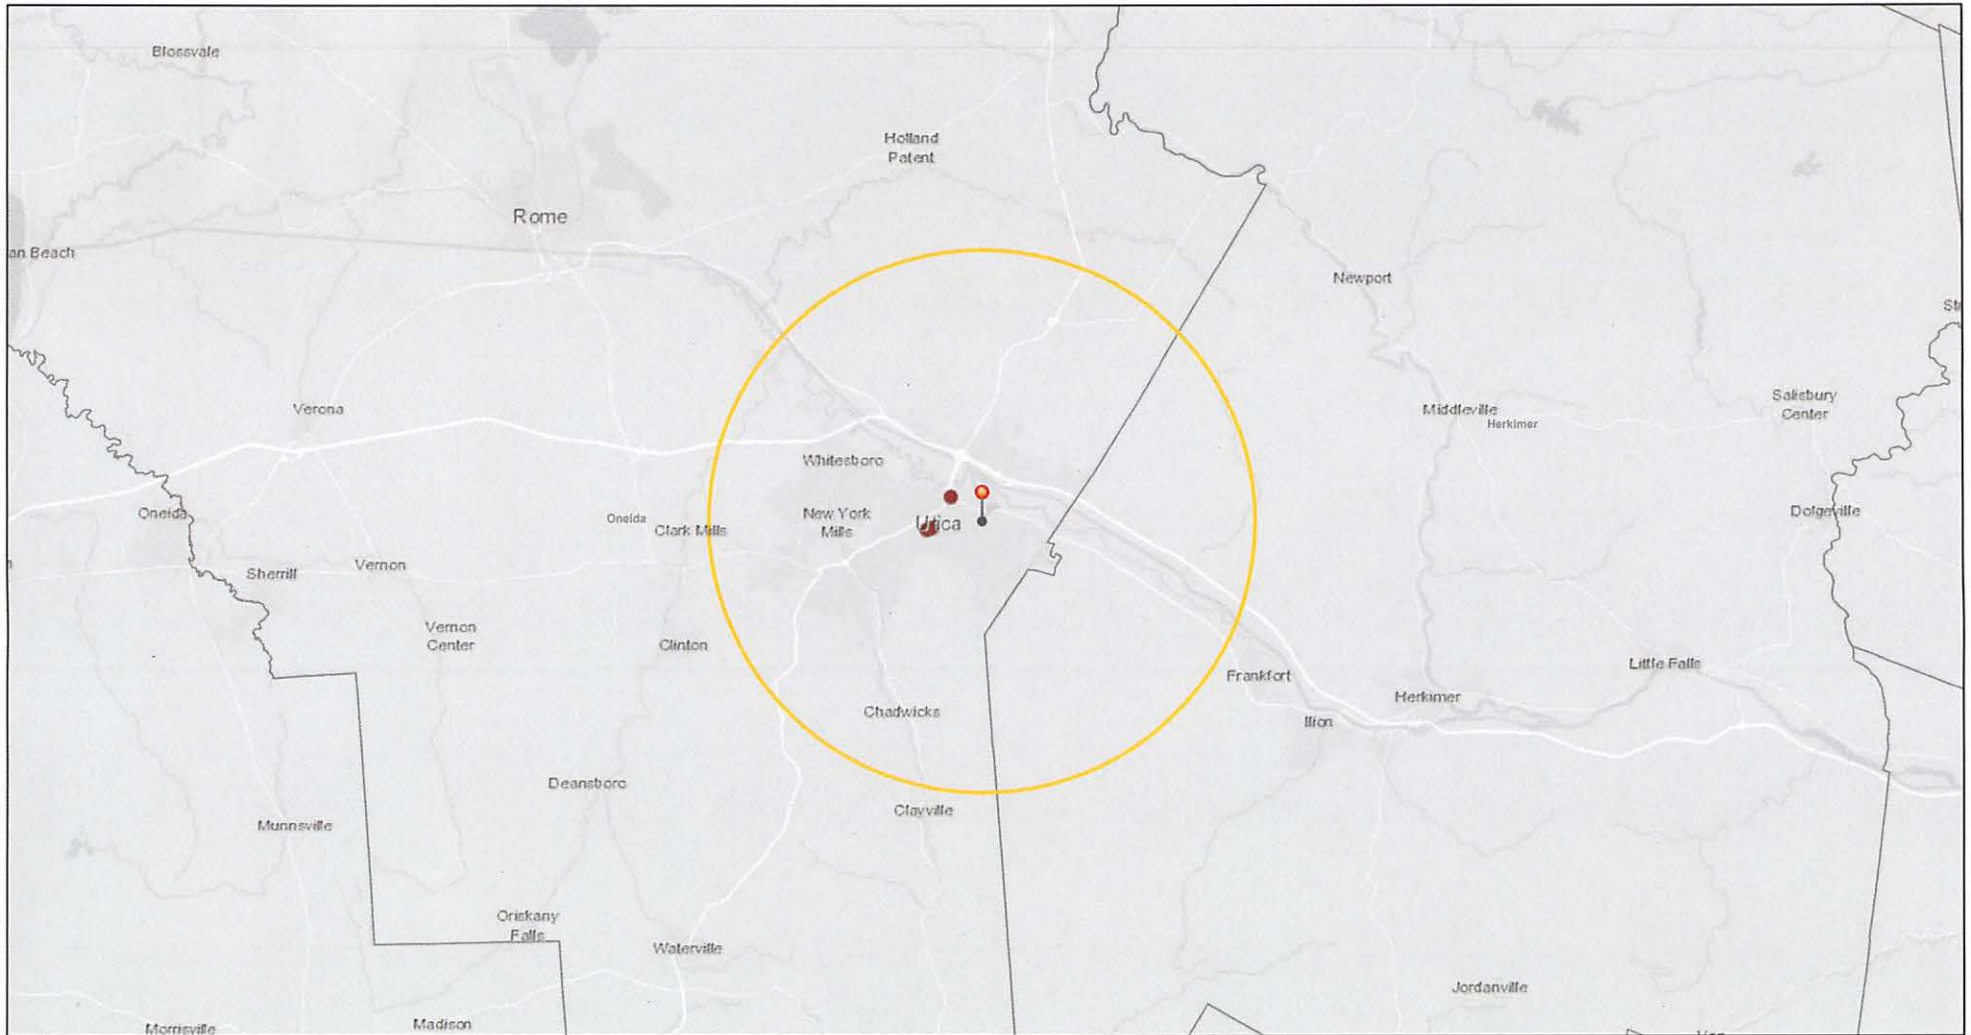 Blossvale
Holland
Patent
Rome
an Beach
Newport
Verona
Middleville
Herkimer
Salisbury
Center
Whitesboro
Oneida
Oneida
Clark Mills
New York
Mills
Utica
Dolgeville
Sherrill
Vernon
Vernon
Center
Clinton
Little Falls
Frankfort
Herkimer
Ilion
Chadwicks
Deansboro
Clayville
Munnsville
Oriskany
Falls
Waterville
Jordanville
Morrisville
Madison